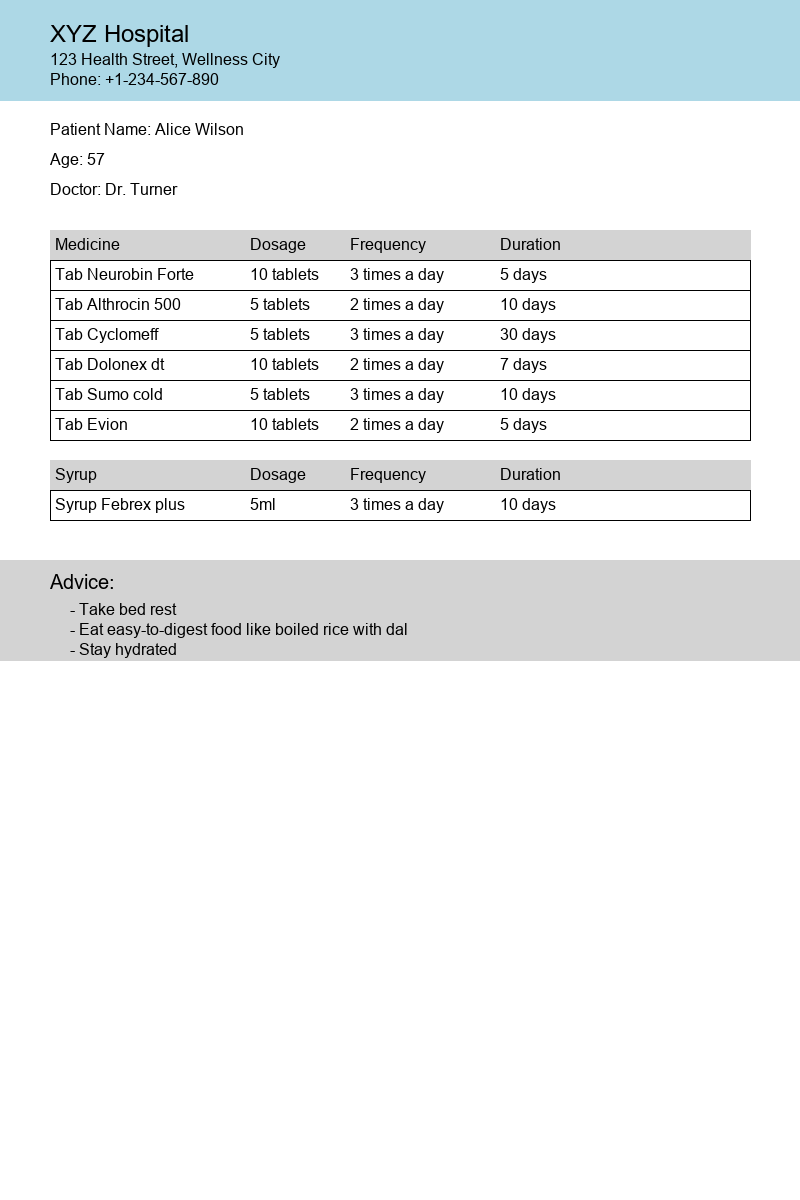 XYZ Hospital
123 Health Street, Wellness City
Phone: +1-234-567-890
Patient Name: Alice Wilson
Age: 57
Doctor: Dr. Turner
Medicine Dosage Frequency Duration
Tab Neurobin Forte 10 tablets 3 times a day 5 days
Tab Althrocin 500 5 tablets 2 times a day 10 days
Tab Cyclomeff 5 tablets 3 times a day 30 days
Tab Dolonex dt 10 tablets 2 times a day 7 days
Tab Sumo cold 5 tablets 3 times a day 10 days
Tab Evion 10 tablets 2 times a day 5 days
Syrup Dosage Frequency Duration
Syrup Febrex plus 5ml 3 times a day 10 days
Advice:
- Take bed rest
- Eat easy-to-digest food like boiled rice with dal
- Stay hydrated